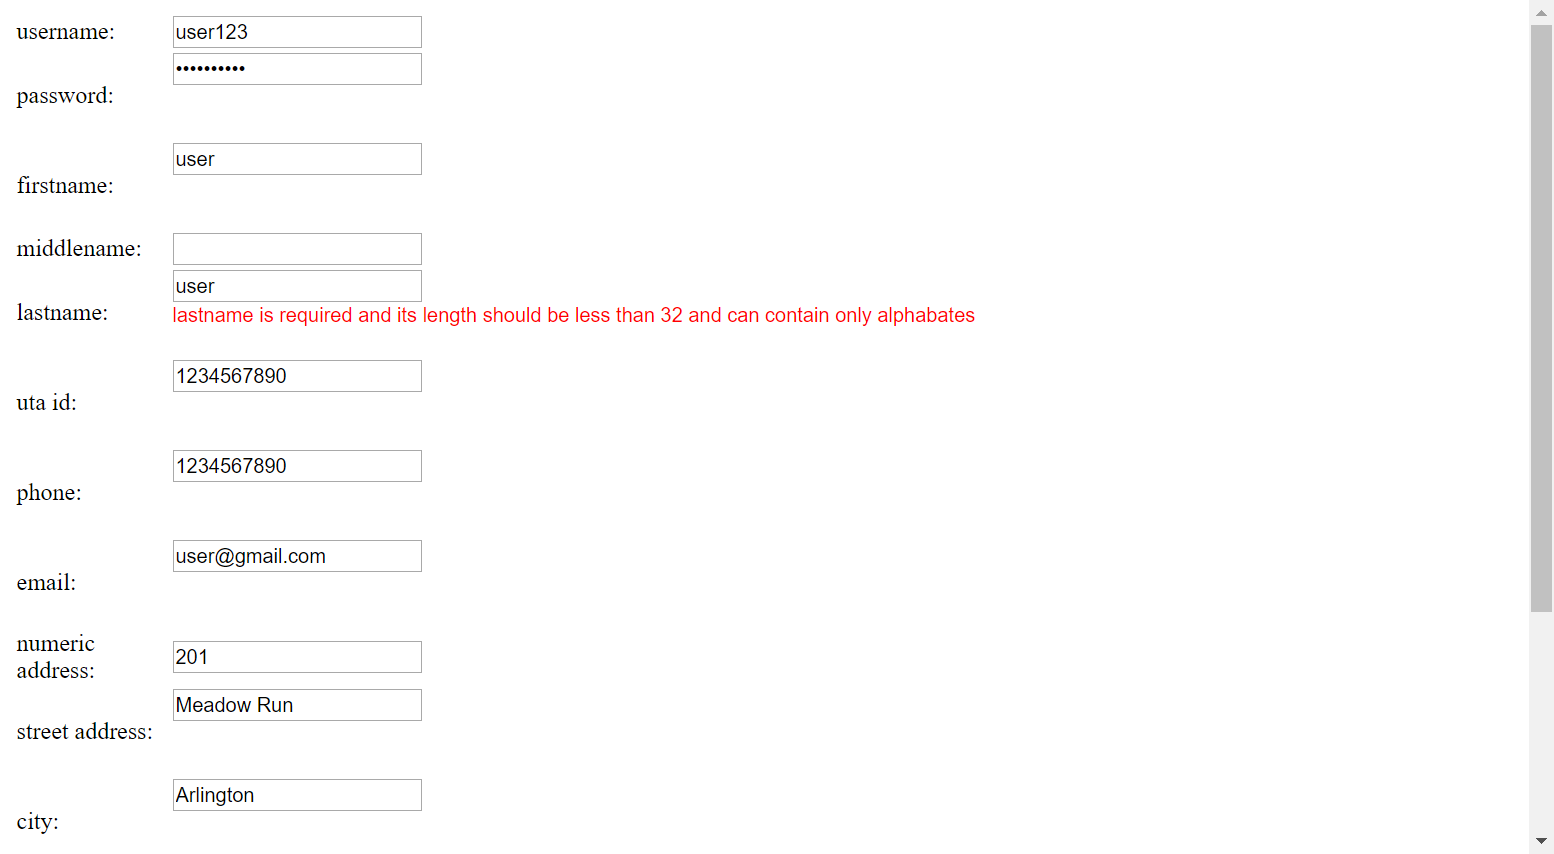 username: user123
password: ••••••••••
firstname: user
middlename:
lastname: user
lastname is required and its length should be less than 32 and can contain only alphabates
uta id: 1234567890
phone: 1234567890
email: user@gmail.com
numeric
address: 201
street address: Meadow Run
city: Arlington